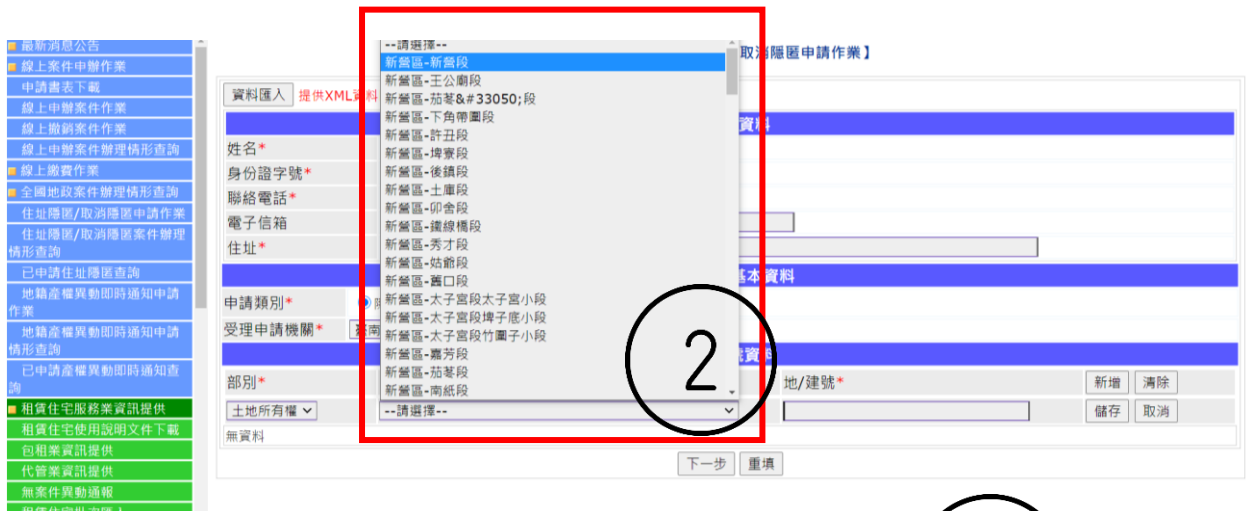 最新消息公告
線上案件申辦作業
申請書表下載
線上申辦案件作業
線上撤銷案件作業
線上申辦案件辦理情形查詢
線上繳費作業
全國地政案件辦理情形查詢
住址隱匿/取消隱匿申請作業
住址隱匿/取消隱匿案件辦理
情形查詢
已申請住址隱匿查詢
地籍產權異動即時通知申請
作業
地籍產權異動即時通知申請
情形查詢
已申請產權異動即時通知查
詢
租賃住宅服務業資訊提供
租賃住宅使用說明文件下載
包租業資訊提供
代管業資訊提供
無案件異動通報
取消隱匿申請作業】
資料匯入 提供XML資料
資料
姓名*
身份證字號*
聯絡電話*
電子信箱
住址*
基本資料
申請類別*
受理申請機關* 臺南
資料
部別* 地/建號* 新增 清除
土地所有權 --請選擇-- 儲存 取消
無資料
下一步 重填
--請選擇--
新營區-新營段
新營區-王公廟段
新營區-茄苳&#33050;段
新營區-下角帶圍段
新營區-許丑段
新營區-埤寮段
新營區-後鎮段
新營區-土庫段
新營區-卯舍段
新營區-鐵線橋段
新營區-秀才段
新營區-姑爺段
新營區-舊口段
新營區-太子宮段太子宮小段
新營區-太子宮段埤子底小段
新營區-太子宮段竹圍子小段
新營區-嘉芳段
新營區-茄苳段
新營區-南紙段
2